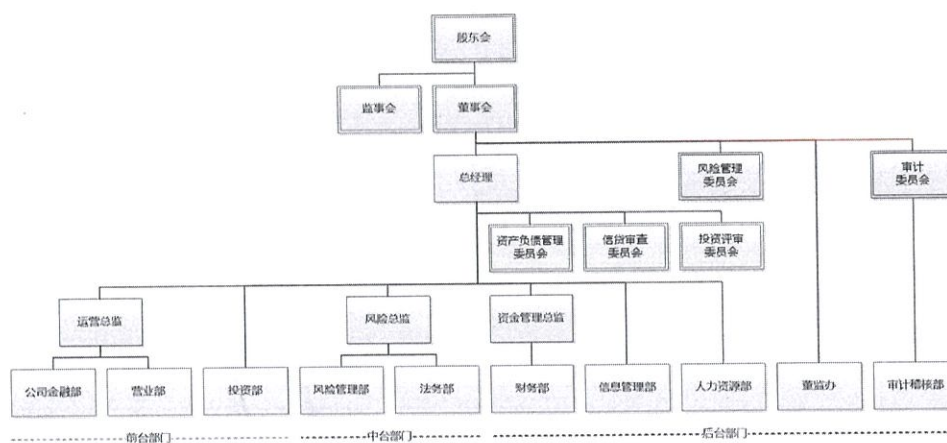 股东会
监事会
董事会
总经理
风险管理
委员会
审计
委员会
资产负债管理
委员会
信贷审查
委员会
投资评审
委员会
运营总监
风险总监
资金管理总监
公司金融部
营业部
投资部
风险管理部
法务部
财务部
信息管理部
人力资源部
董监办
审计稽核部
前台部门
中台部门
后台部门